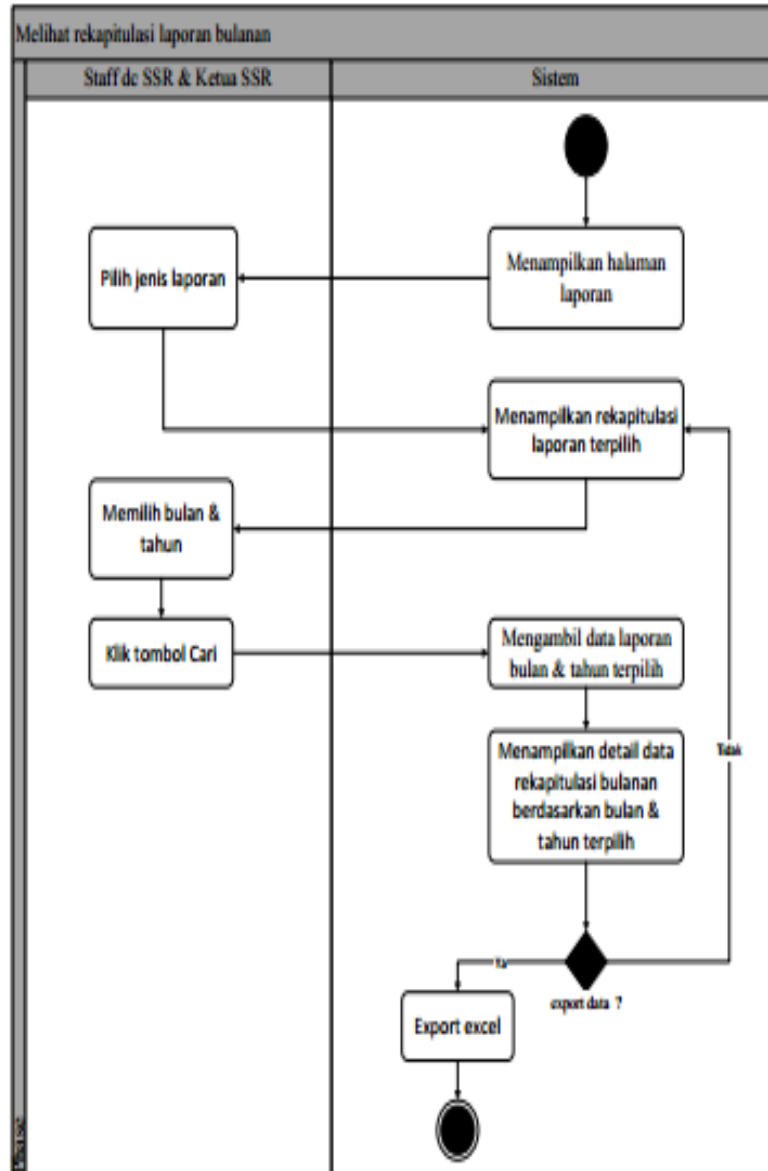 Melihat rekapitulasi laporan bulanan
Staff dc SSR & Ketua SSR
Sistem
Menampilkan halaman
laporan
Pilih jenis laporan
Menampilkan rekapitulasi
laporan terpilih
Memilih bulan &
tahun
Klik tombol Cari
Mengambil data laporan
bulan & tahun terpilih
Menampilkan detail data
rekapitulasi bulanan
berdasarkan bulan &
tahun terpilih
Tidak
Ya
export data ?
Export excel